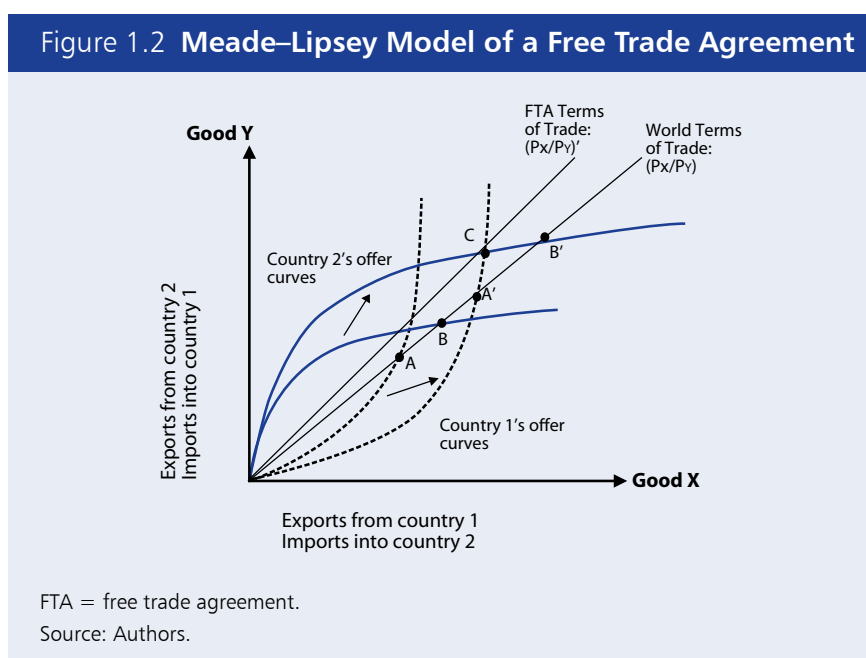 Figure 1.2 Meade–Lipsey Model of a Free Trade Agreement
FTA Terms
of Trade:
(Px/PY)'
World Terms
of Trade:
(Px/PY)
Good Y
C
B'
Country 2's offer
curves
A'
B
A
Exports from country 2
Imports into country 1
Country 1's offer
curves
Good X
Exports from country 1
Imports into country 2
FTA = free trade agreement.
Source: Authors.